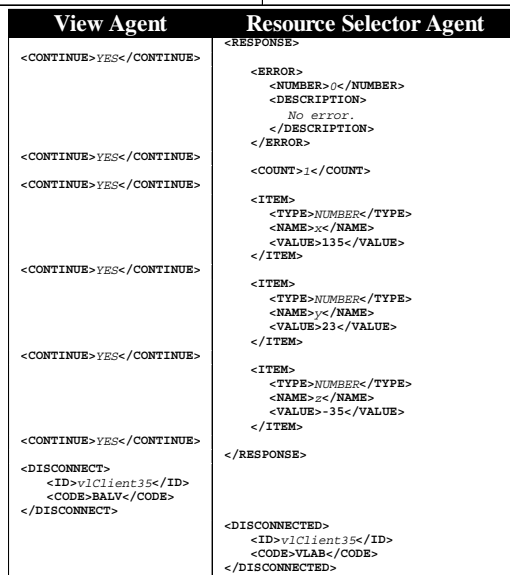 View Agent Resource Selector Agent
<RESPONSE>
<CONTINUE>YES</CONTINUE>
<ERROR>
<NUMBER>0</NUMBER>
<DESCRIPTION>
No error.
</DESCRIPTION>
</ERROR>
<CONTINUE>YES</CONTINUE>
<COUNT>1</COUNT>
<CONTINUE>YES</CONTINUE>
<ITEM>
<TYPE>NUMBER</TYPE>
<NAME>x</NAME>
<VALUE>135</VALUE>
</ITEM>
<CONTINUE>YES</CONTINUE>
<ITEM>
<TYPE>NUMBER</TYPE>
<NAME>y</NAME>
<VALUE>23</VALUE>
</ITEM>
<CONTINUE>YES</CONTINUE>
<ITEM>
<TYPE>NUMBER</TYPE>
<NAME>z</NAME>
<VALUE>-35</VALUE>
</ITEM>
<CONTINUE>YES</CONTINUE>
</RESPONSE>
<DISCONNECT>
<ID>vlClient35</ID>
<CODE>BALV</CODE>
</DISCONNECT>
<DISCONNECTED>
<ID>vlClient35</ID>
<CODE>VLAB</CODE>
</DISCONNECTED>